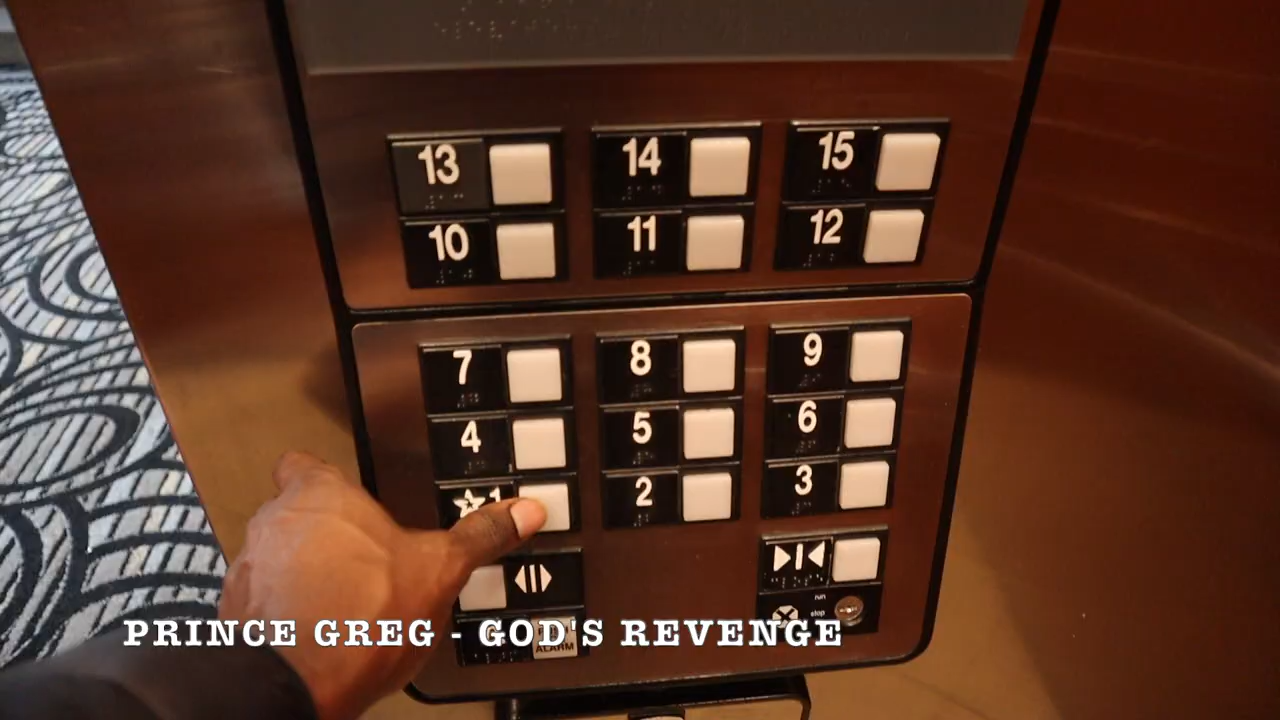 13 14 15
10 11 12
7 8 9
4 5 6
1 2 3
run
stop
ALARM
PRINCE GREG - GOD'S REVENGE